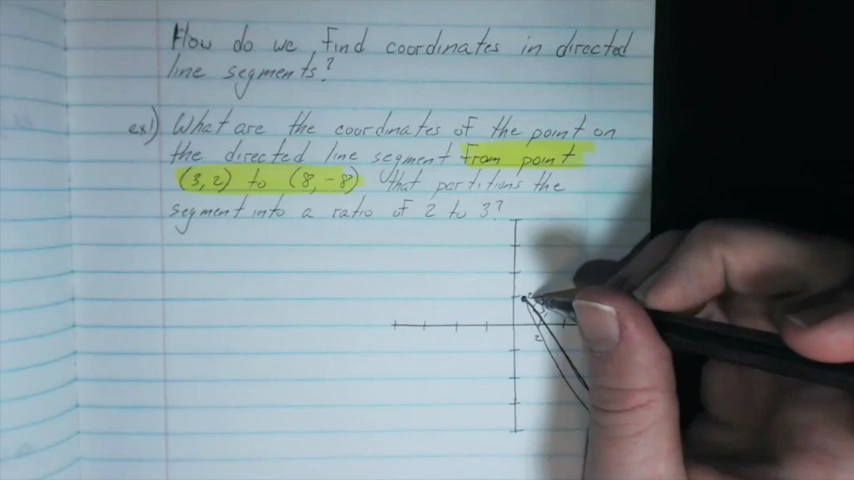 How do we find coordinates in directed
line segments?
ex1) What are the coordinates of the point on
the directed line segment from point
(3,2) to (8,-8) that partitions the
segment into a ratio of 2 to 3?
2